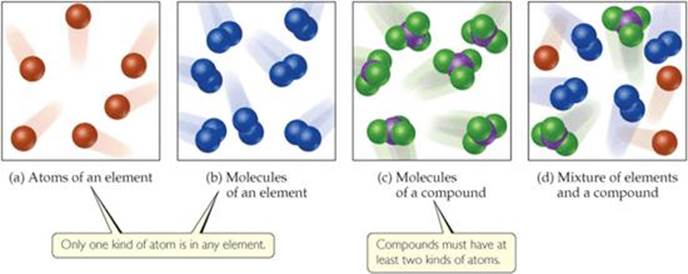 (a) Atoms of an element
(b) Molecules
of an element
(c) Molecules
of a compound
(d) Mixture of elements
and a compound
Only one kind of atom is in any element.
Compounds must have at
least two kinds of atoms.